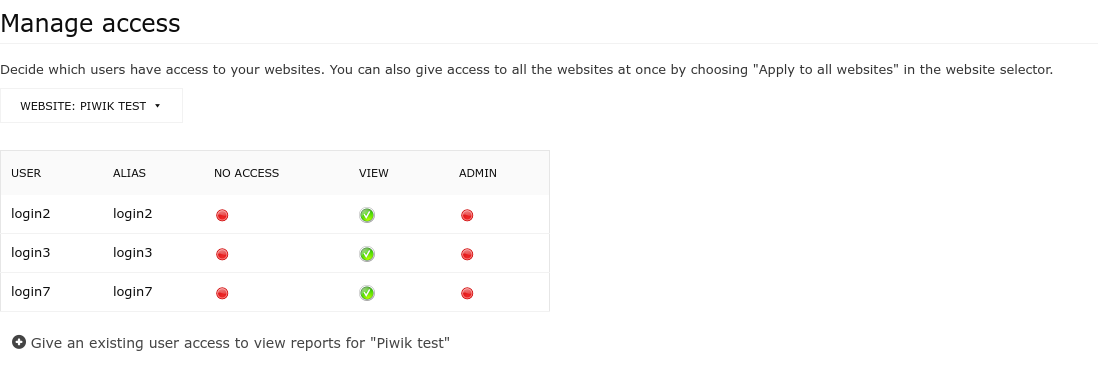 Manage access
Decide which users have access to your websites. You can also give access to all the websites at once by choosing "Apply to all websites" in the website selector.
WEBSITE: PIWIK TEST
USER ALIAS NO ACCESS VIEW ADMIN
login2 login2
login3 login3
login7 login7
Give an existing user access to view reports for "Piwik test"